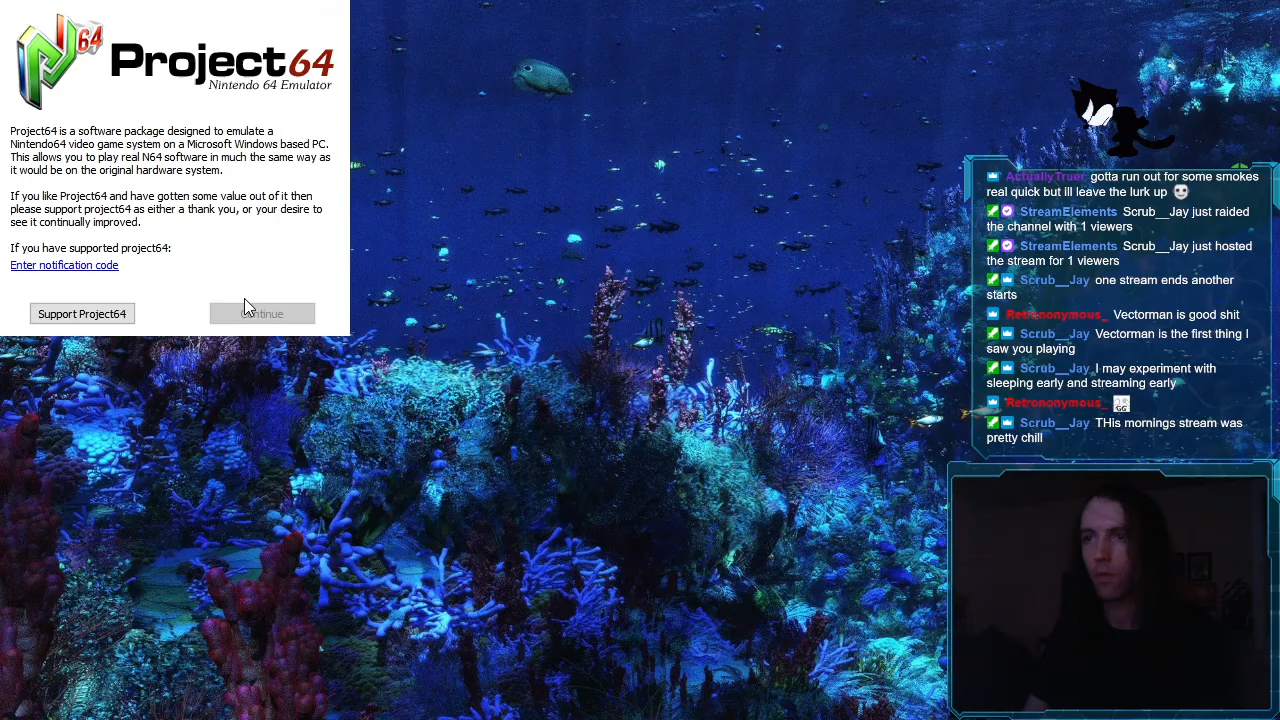 64
Project64
Nintendo 64 Emulator
Project64 is a software package designed to emulate a
Nintendo64 video game system on a Microsoft Windows based PC.
This allows you to play real N64 software in much the same way as
it would be on the original hardware system.
If you like Project64 and have gotten some value out of it then
please support project64 as either a thank you, or your desire to
see it continually improved.
If you have supported project64:
Enter notification code
Support Project64
Continue
ActuallyTruer gotta run out for some smokes
real quick but ill leave the lurk up
StreamElements Scrub__Jay just raided
the channel with 1 viewers
StreamElements Scrub__Jay just hosted
the stream for 1 viewers
Scrub__Jay one stream ends another
starts
Retrononymous_ Vectorman is good shit
Scrub__Jay Vectorman is the first thing I
saw you playing
Scrub__Jay I may experiment with
sleeping early and streaming early
Retrononymous_ GG
Scrub__Jay THis mornings stream was
pretty chill